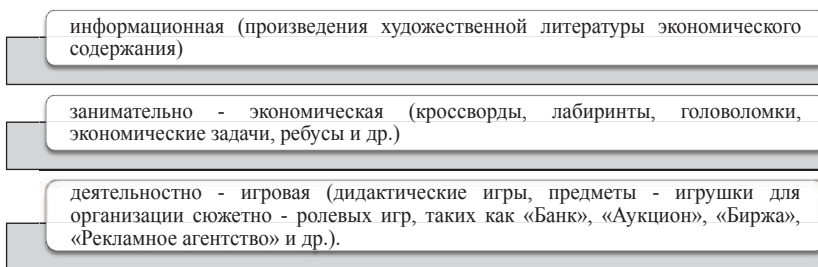 информационная (произведения художественной литературы экономического
содержания)
занимательно - экономическая (кроссворды, лабиринты, головоломки,
экономические задачи, ребусы и др.)
деятельностно - игровая (дидактические игры, предметы - игрушки для
организации сюжетно - ролевых игр, таких как «Банк», «Аукцион», «Биржа»,
«Рекламное агентство» и др.).